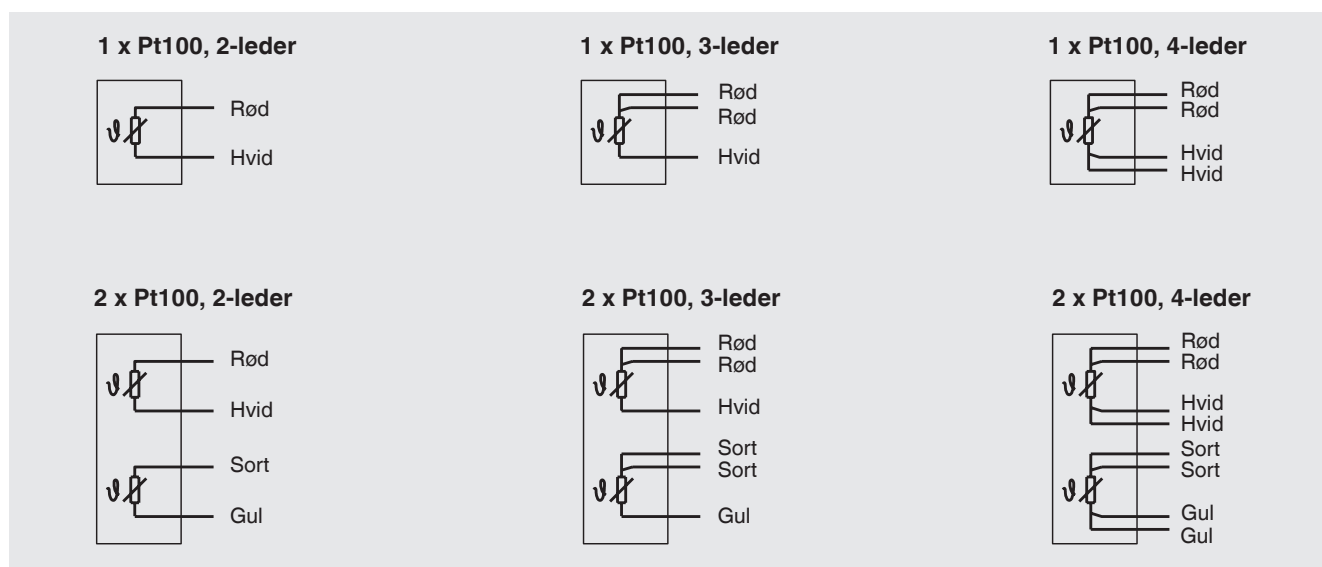 1 x Pt100, 2-leder
Rød
Hvid
1 x Pt100, 3-leder
Rød
Rød
Hvid
1 x Pt100, 4-leder
Rød
Rød
Hvid
Hvid
2 x Pt100, 2-leder
Rød
Hvid
Sort
Gul
2 x Pt100, 3-leder
Rød
Rød
Hvid
Sort
Sort
Gul
2 x Pt100, 4-leder
Rød
Rød
Hvid
Hvid
Sort
Sort
Gul
Gul